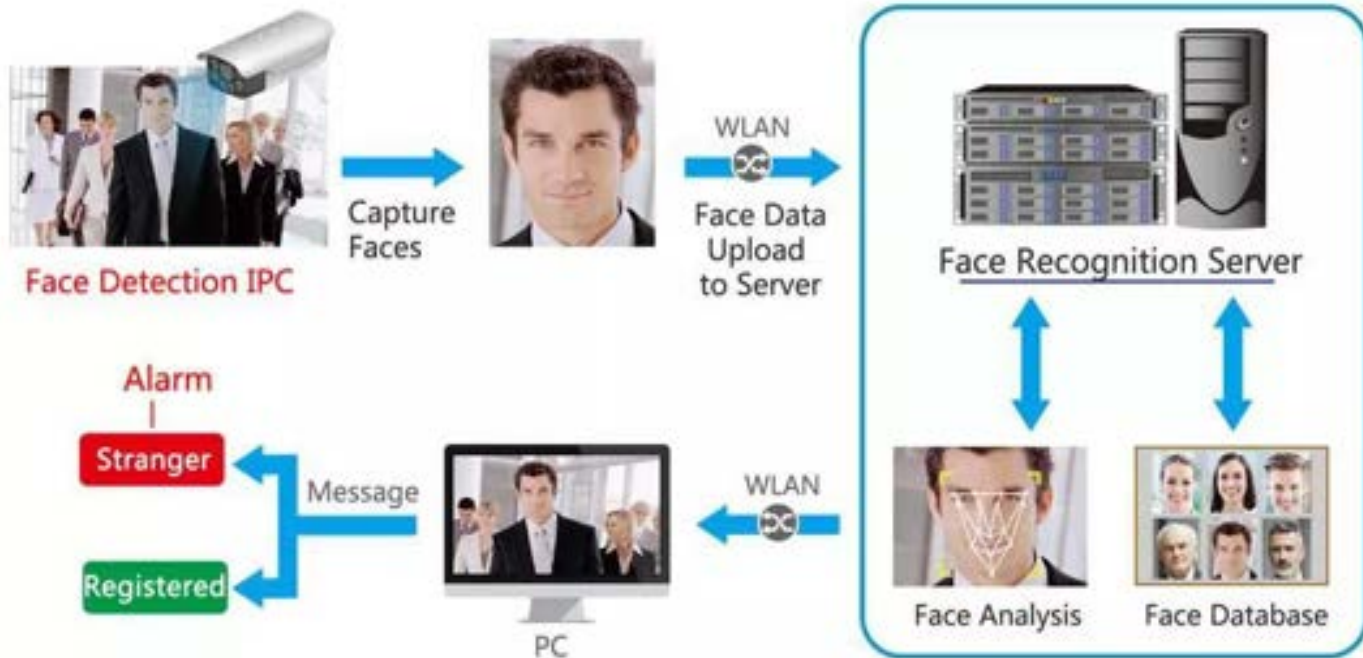 WLAN
Capture
Faces
Face Data
Upload
to Server
Face Detection IPC
Face Recognition Server
Alarm
Stranger
Message
WLAN
Registered
PC
Face Analysis
Face Database